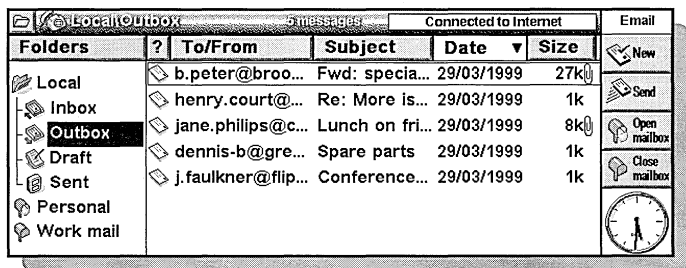 Local\Outbox 5 messages Connected to Internet Email
Folders ? To/From Subject Date ▼ Size
Local
Inbox
Outbox
Draft
Sent
Personal
Work mail
b.peter@broo... Fwd: specia... 29/03/1999 27k
henry.court@... Re: More is... 29/03/1999 1k
jane.philips@c... Lunch on fri... 29/03/1999 8k
dennis-b@gre... Spare parts 29/03/1999 1k
j.faulkner@flip... Conference... 29/03/1999 1k
New
Send
Open
mailbox
Close
mailbox